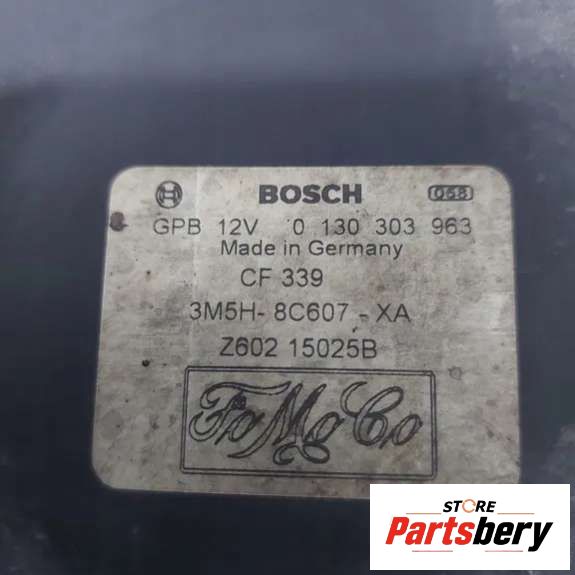 BOSCH 068
GPB 12V 0 130 303 963
Made in Germany
CF 339
3M5H- 8C607 - XA
Z602 15025B
FoMoCo
STORE
Partsbery